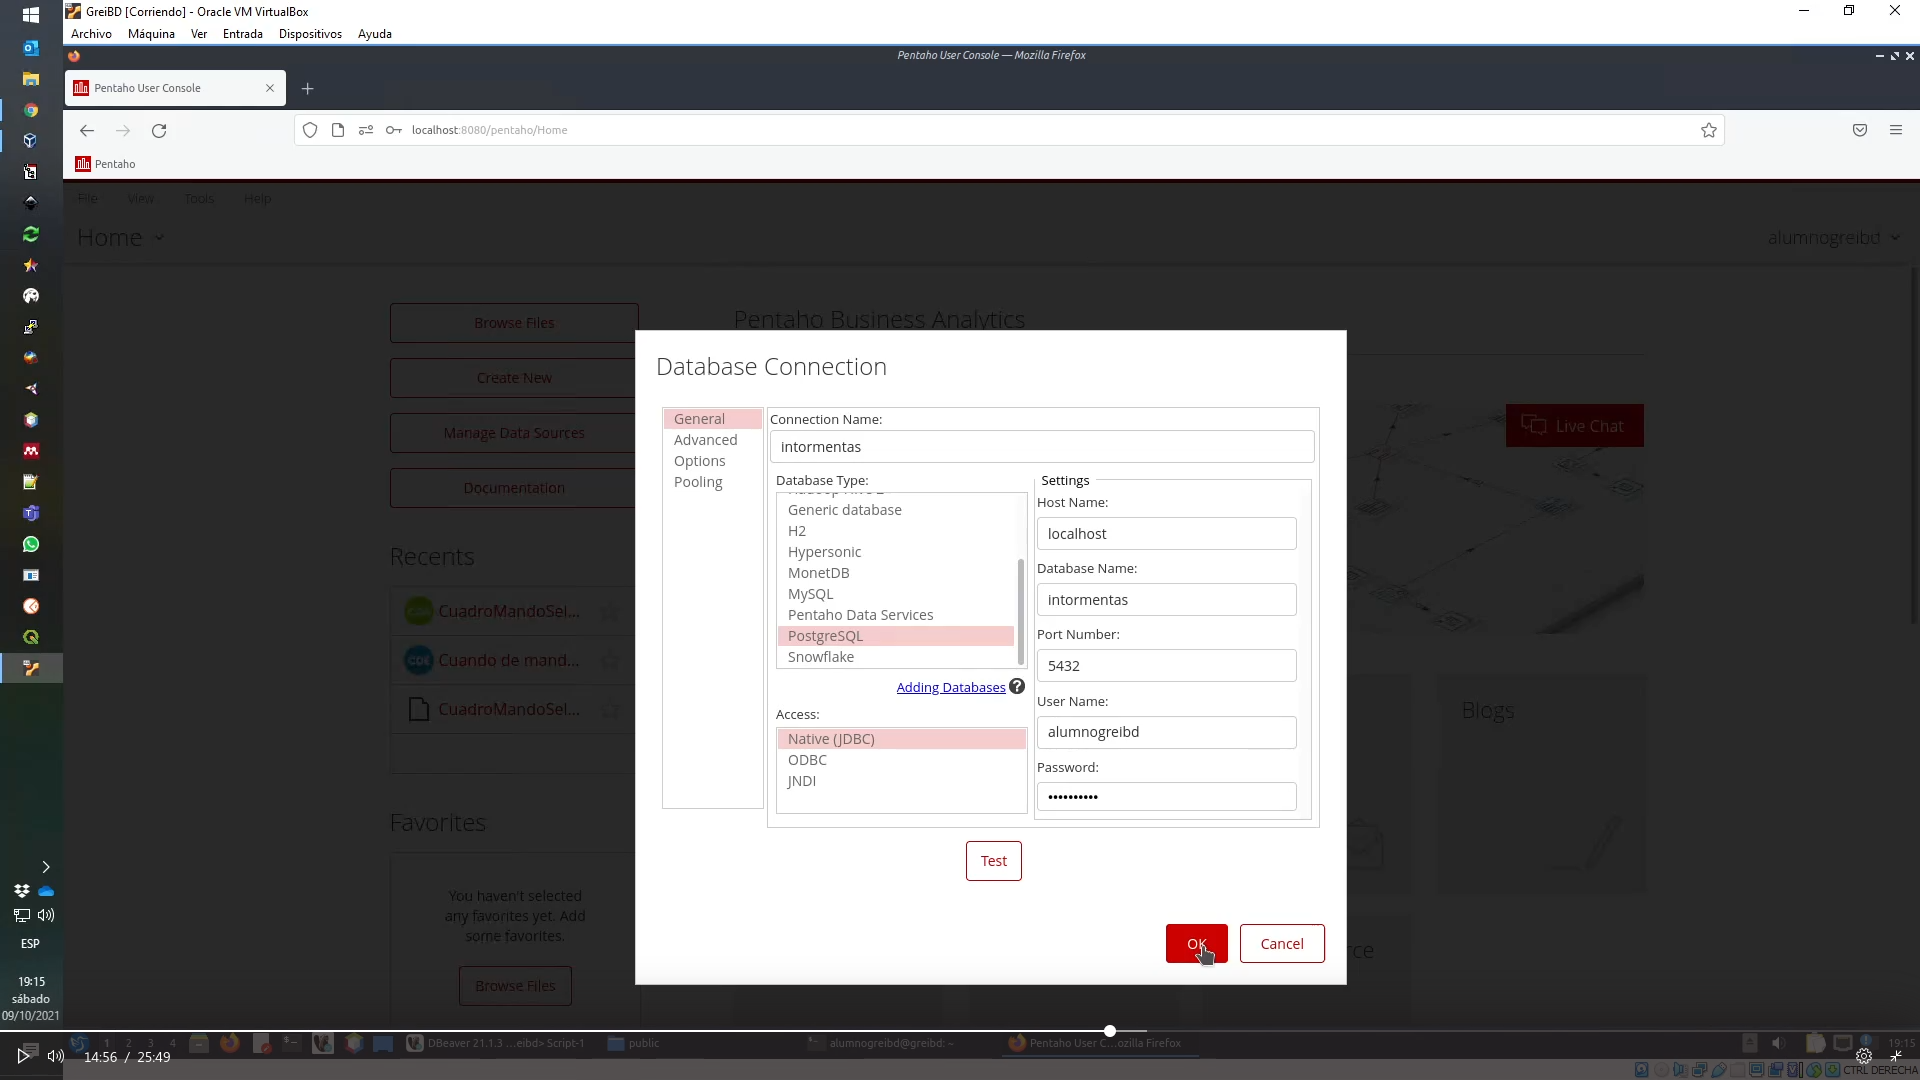 GreiBD [Corriendo] - Oracle VM VirtualBox
Archivo Máquina Ver Entrada Dispositivos Ayuda
Pentaho User Console — Mozilla Firefox
Pentaho User Console
localhost:8080/pentaho/Home
Pentaho
File View Tools Help
Home
alumnogreibd
Browse Files
Create New
Manage Data Sources
Documentation
Pentaho Business Analytics
Live Chat
Recents
CuadroMandoSel...
Cuando de mand...
CuadroMandoSel...
Favorites
You haven't selected
any favorites yet. Add
some favorites.
Browse Files
Blogs
Database Connection
General
Advanced
Options
Pooling
Connection Name:
intormentas
Database Type:
Generic database
H2
Hypersonic
MonetDB
MySQL
Pentaho Data Services
PostgreSQL
Snowflake
Adding Databases
Access:
Native (JDBC)
ODBC
JNDI
Settings
Host Name:
localhost
Database Name:
intormentas
Port Number:
5432
User Name:
alumnogreibd
Password:
••••••••••
Test
OK
Cancel
ESP
19:15
sábado
09/10/2021
1 2 3 4
DBeaver 21.1.3 ...eibd> Script-1
public
alumnogreibd@greibd: ~
Pentaho User C...ozilla Firefox
19:15
14:56 / 25:49
CTRL DERECHA